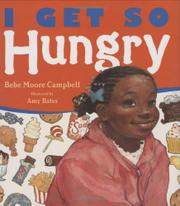 I GET SO
Hungry
Bebe Moore Campbell
Illustrated by
Amy Bates